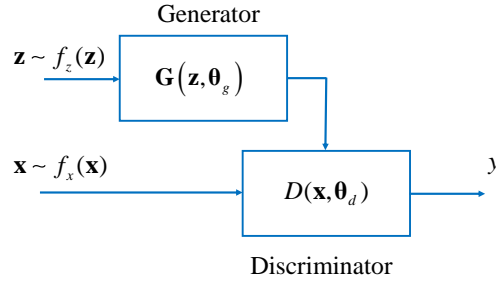 Generator
𝐳 ~ f_z(𝐳)
𝐆(𝐳,𝛉_g)
𝐱 ~ f_x(𝐱)
D(𝐱,𝛉_d)
y
Discriminator